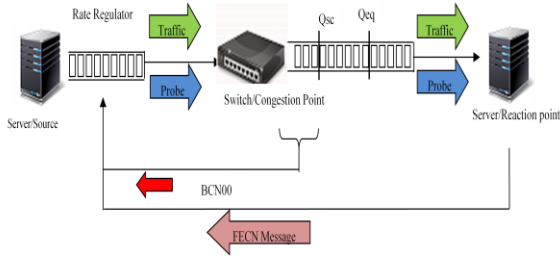 Rate Regulator
Qsc
Qeq
Traffic
Traffic
Probe
Probe
Switch/Congestion Point
Server/Source
Server/Reaction point
BCN00
FECN Message